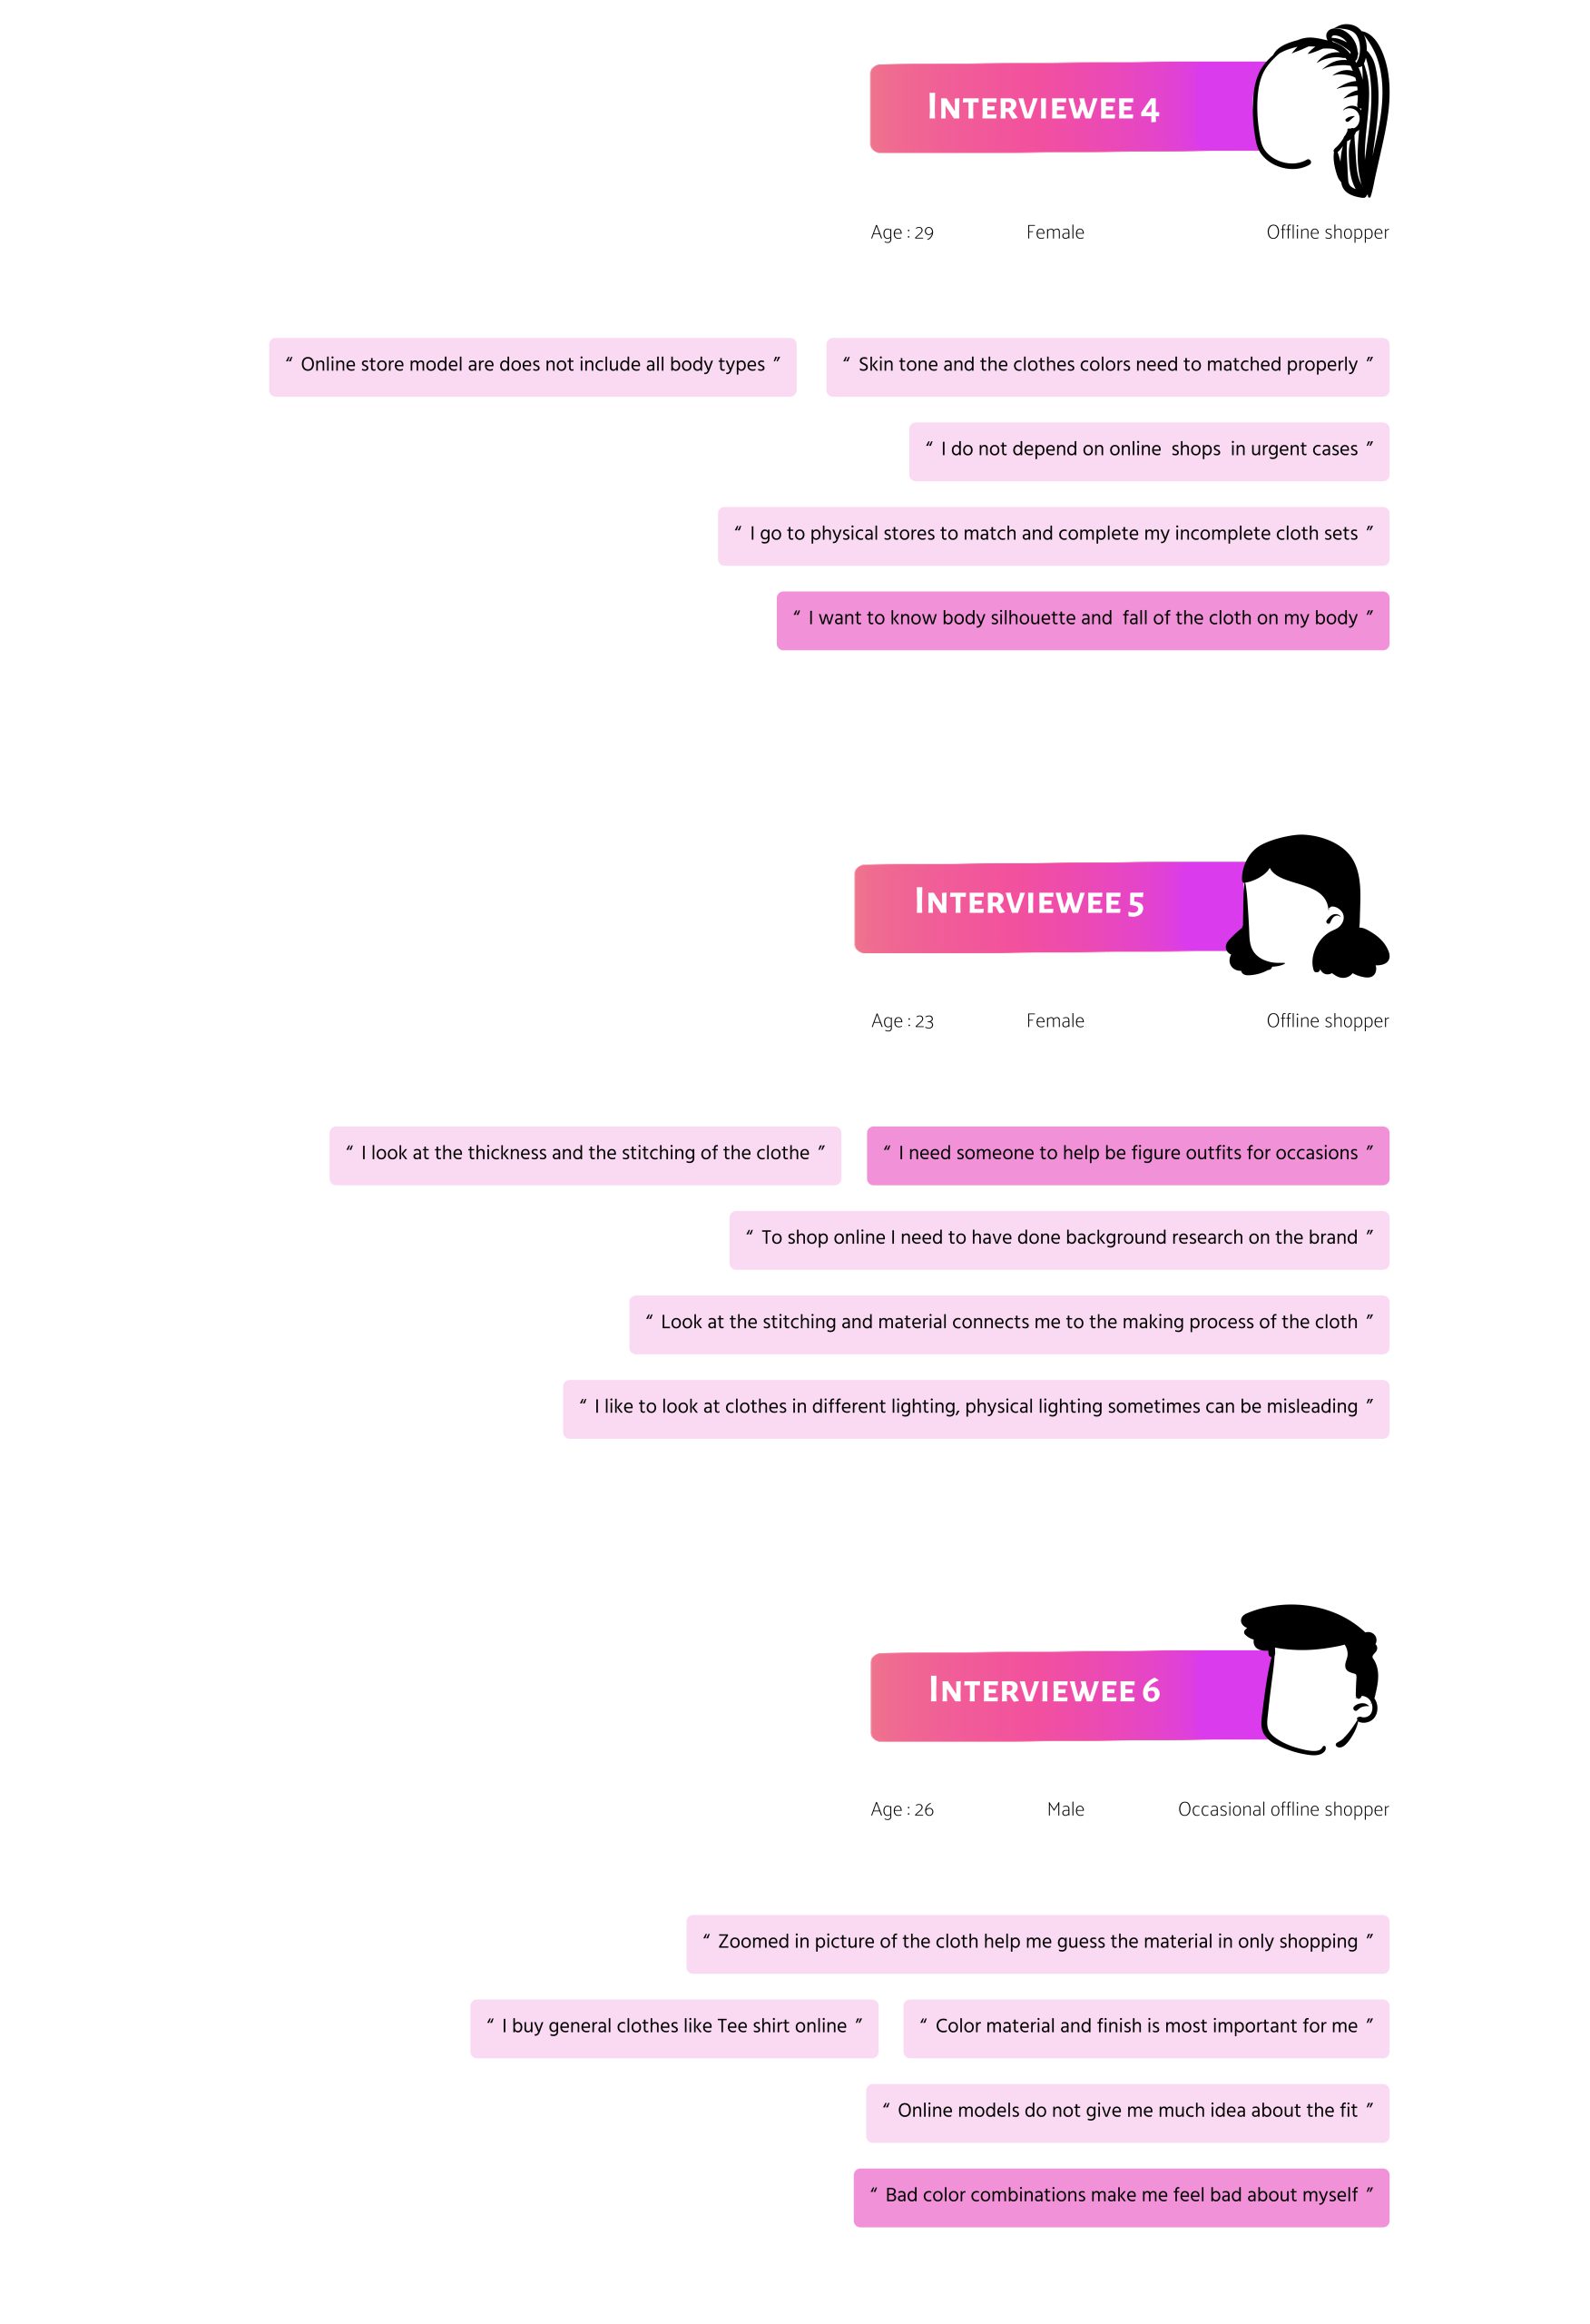 Interviewee 4
Age : 29 Female Offline shopper
“ Online store model are does not include all body types ” “ Skin tone and the clothes colors need to matched properly ”
“ I do not depend on online shops in urgent cases ”
“ I go to physical stores to match and complete my incomplete cloth sets ”
“ I want to know body silhouette and fall of the cloth on my body ”
Interviewee 5
Age : 23 Female Offline shopper
“ I look at the thickness and the stitching of the clothe ” “ I need someone to help be figure outfits for occasions ”
“ To shop online I need to have done background research on the brand ”
“ Look at the stitching and material connects me to the making process of the cloth ”
“ I like to look at clothes in different lighting, physical lighting sometimes can be misleading ”
Interviewee 6
Age : 26 Male Occasional offline shopper
“ Zoomed in picture of the cloth help me guess the material in only shopping ”
“ I buy general clothes like Tee shirt online ” “ Color material and finish is most important for me ”
“ Online models do not give me much idea about the fit ”
“ Bad color combinations make me feel bad about myself ”